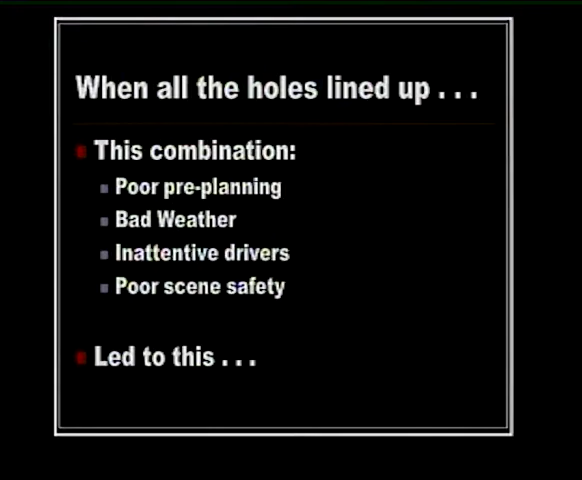 When all the holes lined up . . .
This combination:
Poor pre-planning
Bad Weather
Inattentive drivers
Poor scene safety
Led to this . . .